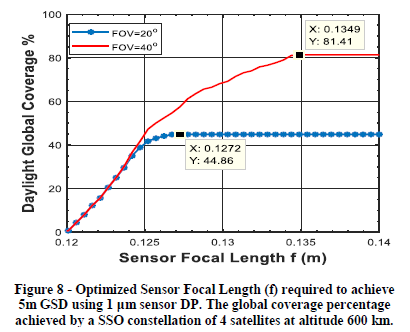 100
80
60
40
20
0
Daylight Global Coverage %
FOV=20°
FOV=40°
X: 0.1349
Y: 81.41
X: 0.1272
Y: 44.86
0.12 0.125 0.13 0.135 0.14
Sensor Focal Length f (m)
Figure 8 - Optimized Sensor Focal Length (f) required to achieve
5m GSD using 1 µm sensor DP. The global coverage percentage
achieved by a SSO constellation of 4 satellites at altitude 600 km.